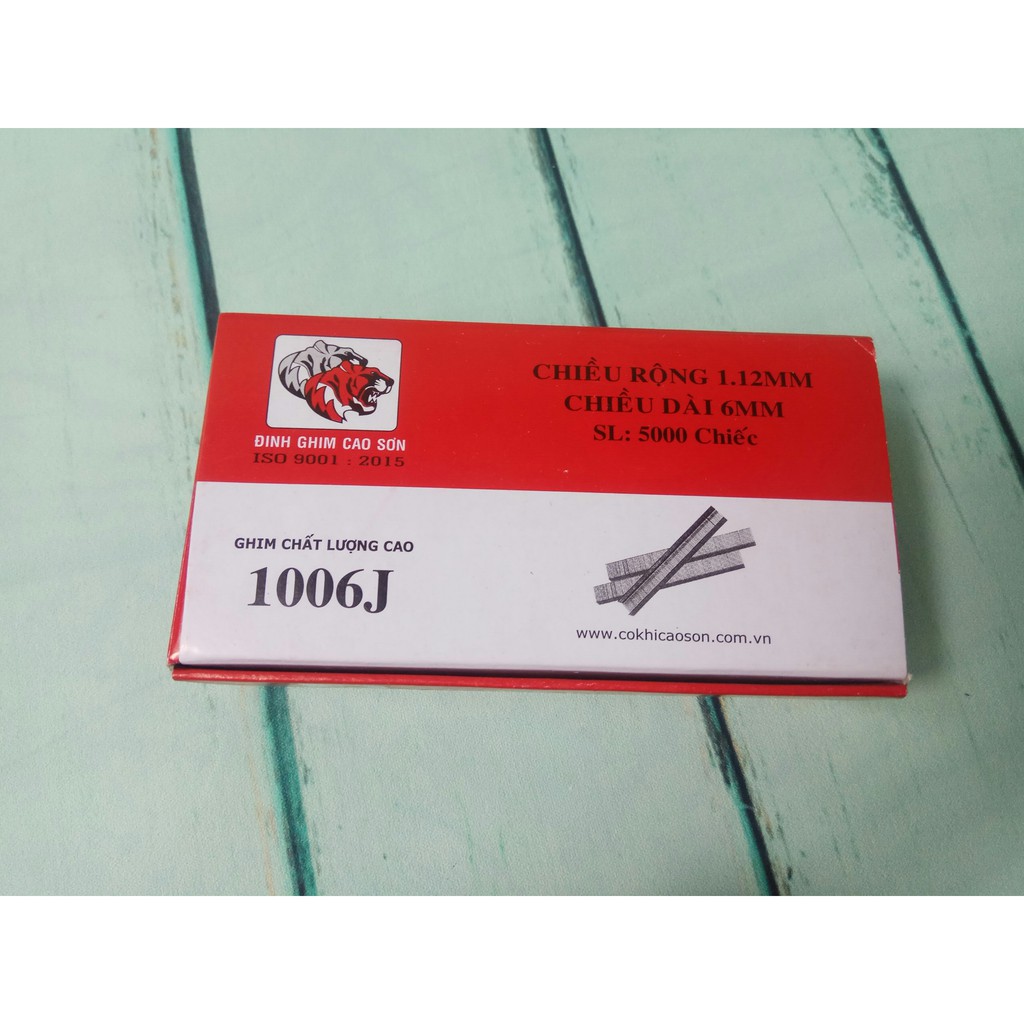 ĐINH GHIM CAO SƠN
ISO 9001 : 2015
CHIỀU RỘNG 1.12MM
CHIỀU DÀI 6MM
SL: 5000 Chiếc
GHIM CHẤT LƯỢNG CAO
1006J
www.cokhicaoson.com.vn